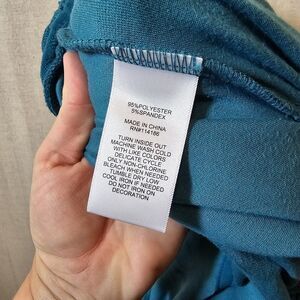 95%POLYESTER
5%SPANDEX
MADE IN CHINA
RN#114186
TURN INSIDE OUT
MACHINE WASH COLD
WITH LIKE COLORS
DELICATE CYCLE
ONLY NON-CHLORINE
BLEACH WHEN NEEDED
TUMBLE DRY LOW
COOL IRON IF NEEDED
DO NOT IRON ON
DECORATION